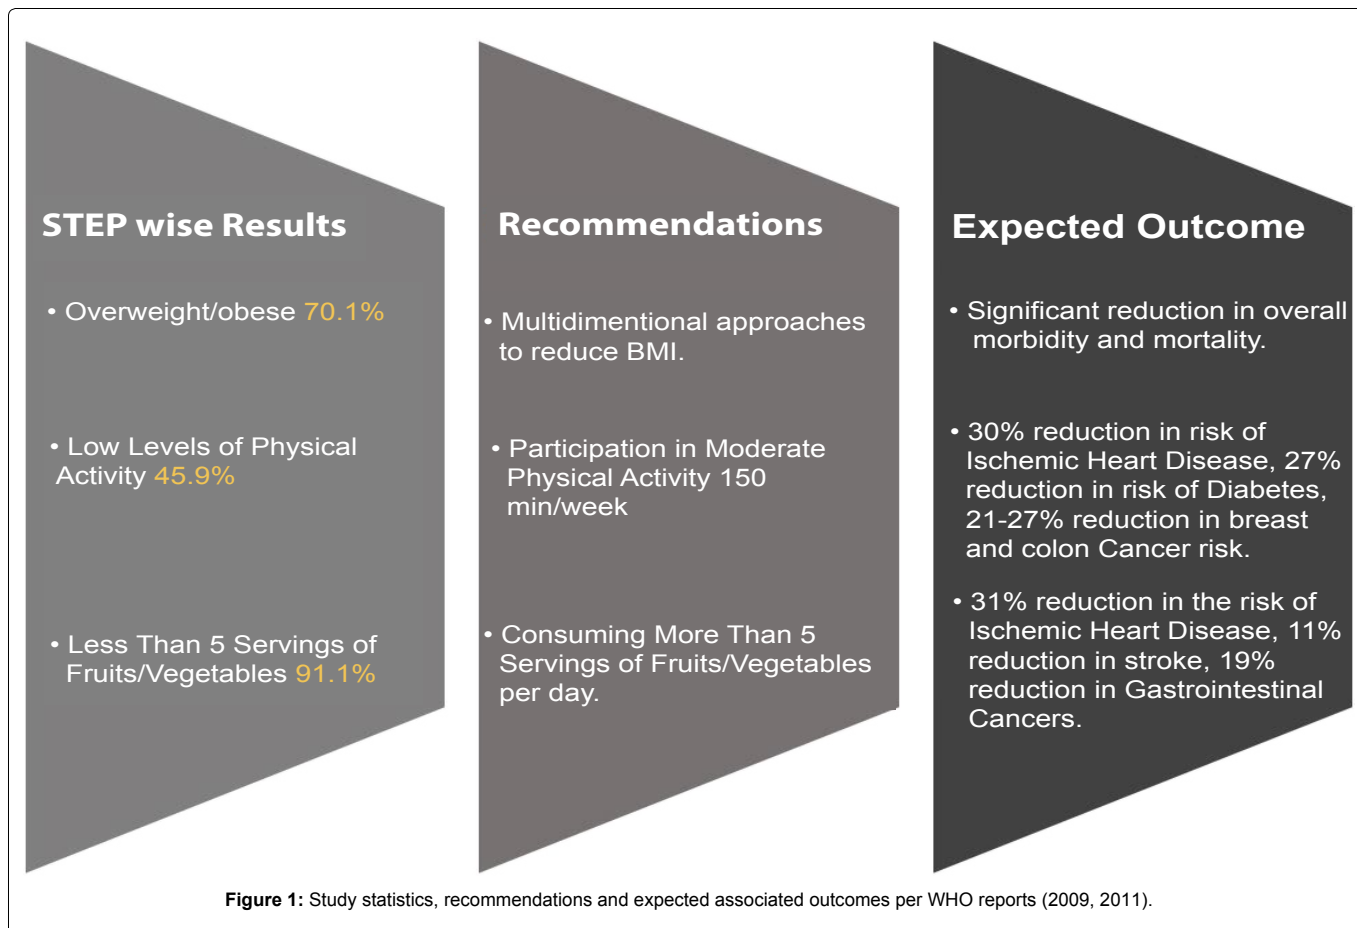 STEP wise Results
• Overweight/obese 70.1%
• Low Levels of Physical
Activity 45.9%
• Less Than 5 Servings of
Fruits/Vegetables 91.1%
Recommendations
• Multidimentional approaches
to reduce BMI.
• Participation in Moderate
Physical Activity 150
min/week
• Consuming More Than 5
Servings of Fruits/Vegetables
per day.
Expected Outcome
• Significant reduction in overall
morbidity and mortality.
• 30% reduction in risk of
Ischemic Heart Disease, 27%
reduction in risk of Diabetes,
21-27% reduction in breast
and colon Cancer risk.
• 31% reduction in the risk of
Ischemic Heart Disease, 11%
reduction in stroke, 19%
reduction in Gastrointestinal
Cancers.
Figure 1: Study statistics, recommendations and expected associated outcomes per WHO reports (2009, 2011).